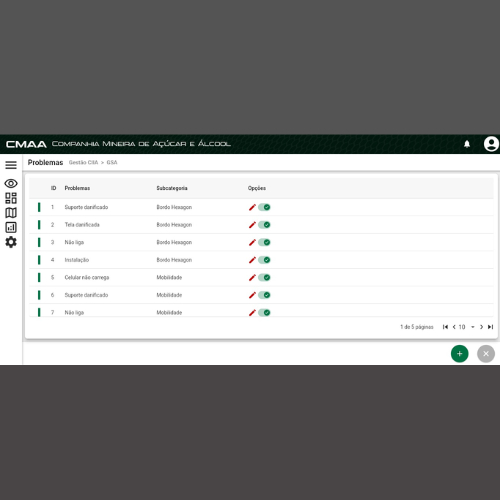 CMAA COMPANHIA MINEIRA DE AÇÚCAR E ÁLCOOL
Problemas Gestão CIIA > GSA
ID Problemas Subcategoria Opções
1 Suporte danificado Bordo Hexagon
2 Tela danificada Bordo Hexagon
3 Não liga Bordo Hexagon
4 Instalação Bordo Hexagon
5 Celular não carrega Mobilidade
6 Suporte danificado Mobilidade
7 Não liga Mobilidade
1 de 5 páginas 10